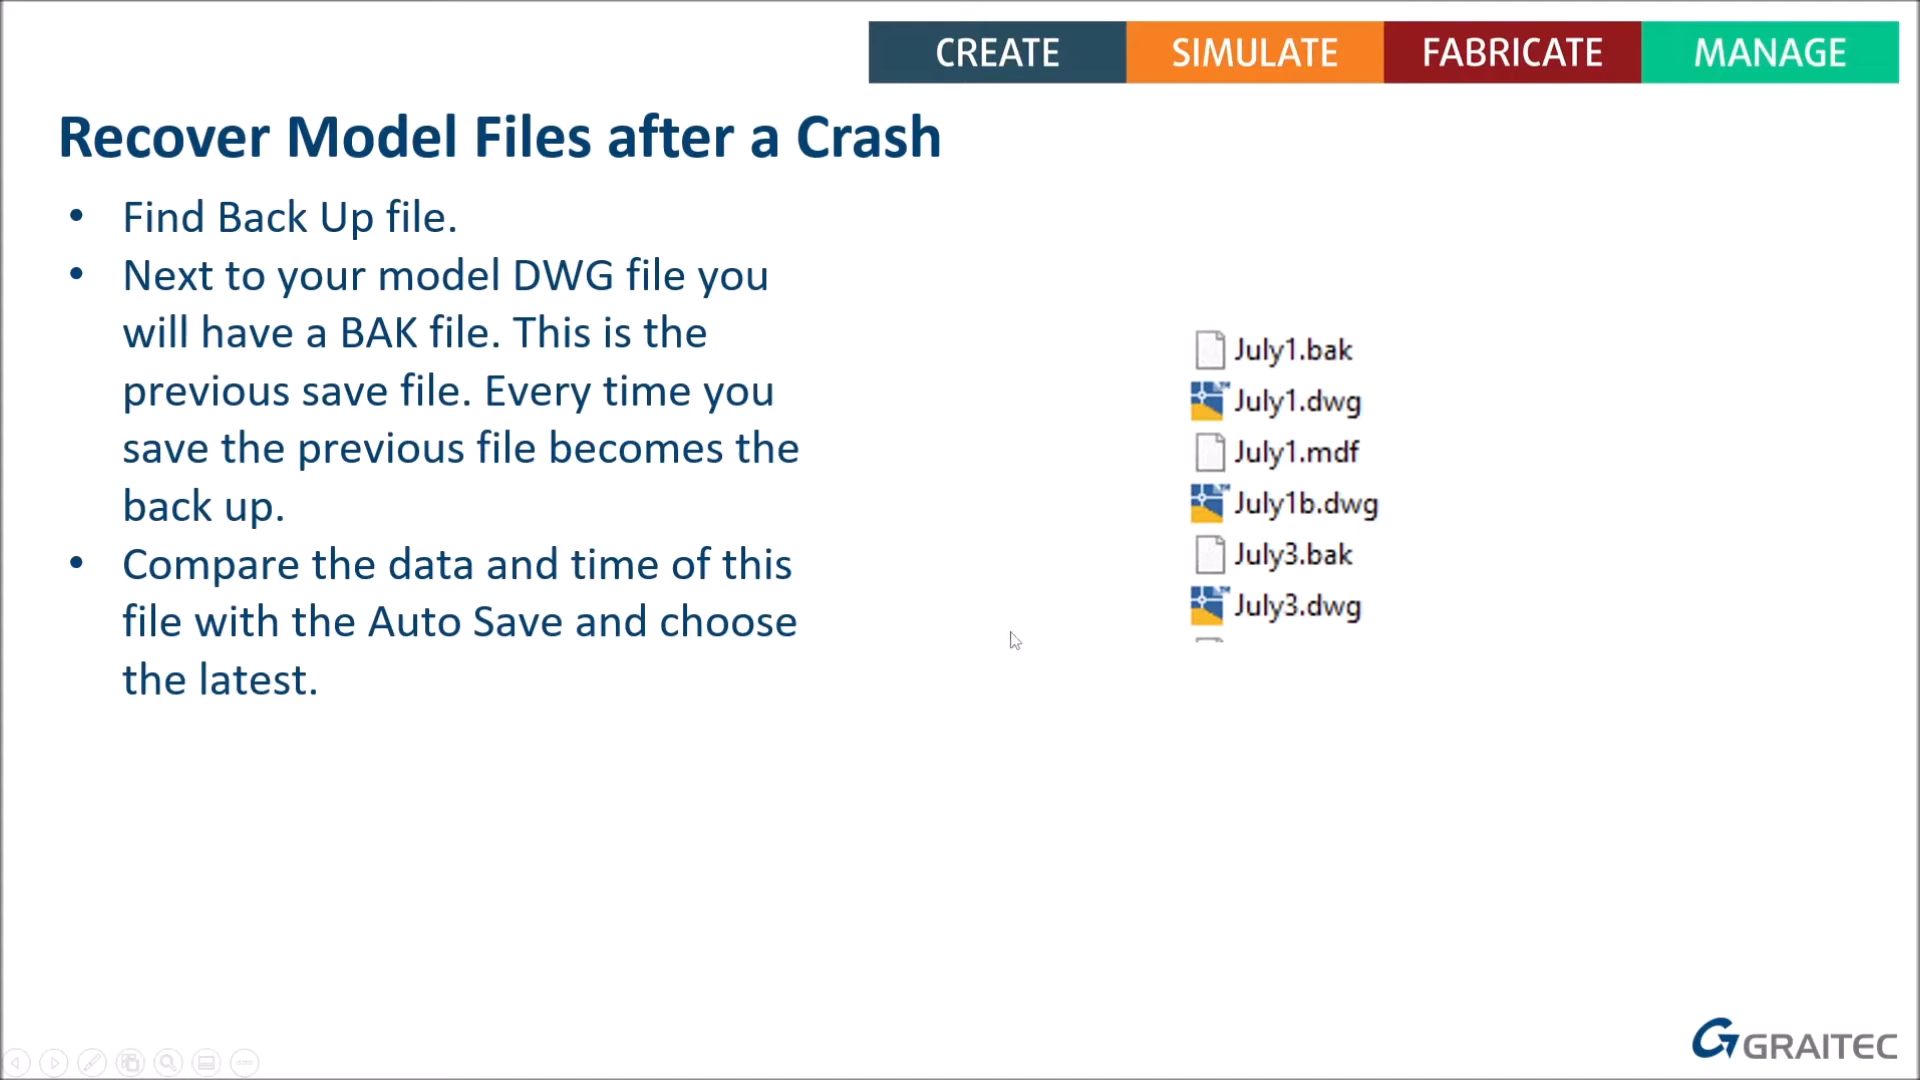 CREATE SIMULATE FABRICATE MANAGE
Recover Model Files after a Crash
• Find Back Up file.
• Next to your model DWG file you
will have a BAK file. This is the
previous save file. Every time you
save the previous file becomes the
back up.
• Compare the data and time of this
file with the Auto Save and choose
the latest.
July1.bak
July1.dwg
July1.mdf
July1b.dwg
July3.bak
July3.dwg
GRAITEC